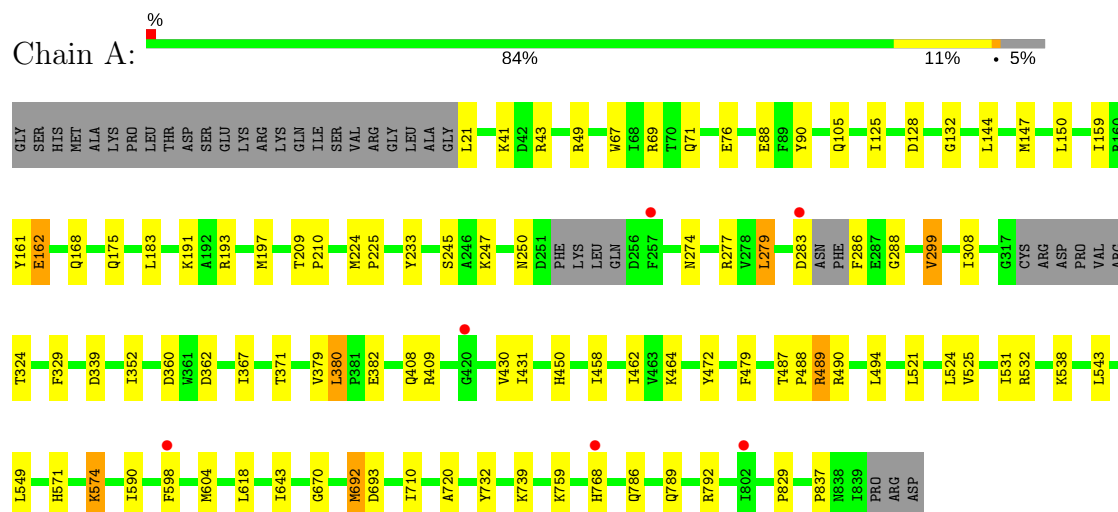 %
Chain A:
84% 11% • 5%
GLY SER HIS MET ALA LYS PRO LEU THR ASP SER GLU LYS ARG LYS GLN ILE SER VAL ARG GLY LEU ALA GLY L21 K41 D42 R43 R49 W67 I68 R69 T70 Q71 E76 E88 F89 Y90 Q105 I125 D128 G132 L144 M147 L150 I159
Y161 E162 Q168 Q175 L183 K191 A192 R193 M197 T209 P210 M224 P225 Y233 S245 A246 K247 N250 D251 PHE LYS LEU GLN D256 F257 N274 R277 V278 L279 D283 ASN PHE F286 E287 G288 V299 I308 G317 CYS ARG ASP PRO VAL ARG
T324 F329 D339 I352 D360 W361 D362 I367 T371 V379 L380 P381 E382 Q408 R409 G420 V430 I431 H450 I458 I462 V463 K464 Y472 F479 T487 P488 R489 R490 L494 L521 L524 V525 I531 R532 K538 L543
L549 H571 K574 I590 F598 M604 L618 I643 G670 M692 D693 I710 A720 Y732 K739 K759 H768 Q786 Q789 R792 I802 P829 P837 N838 I839 PRO ARG ASP